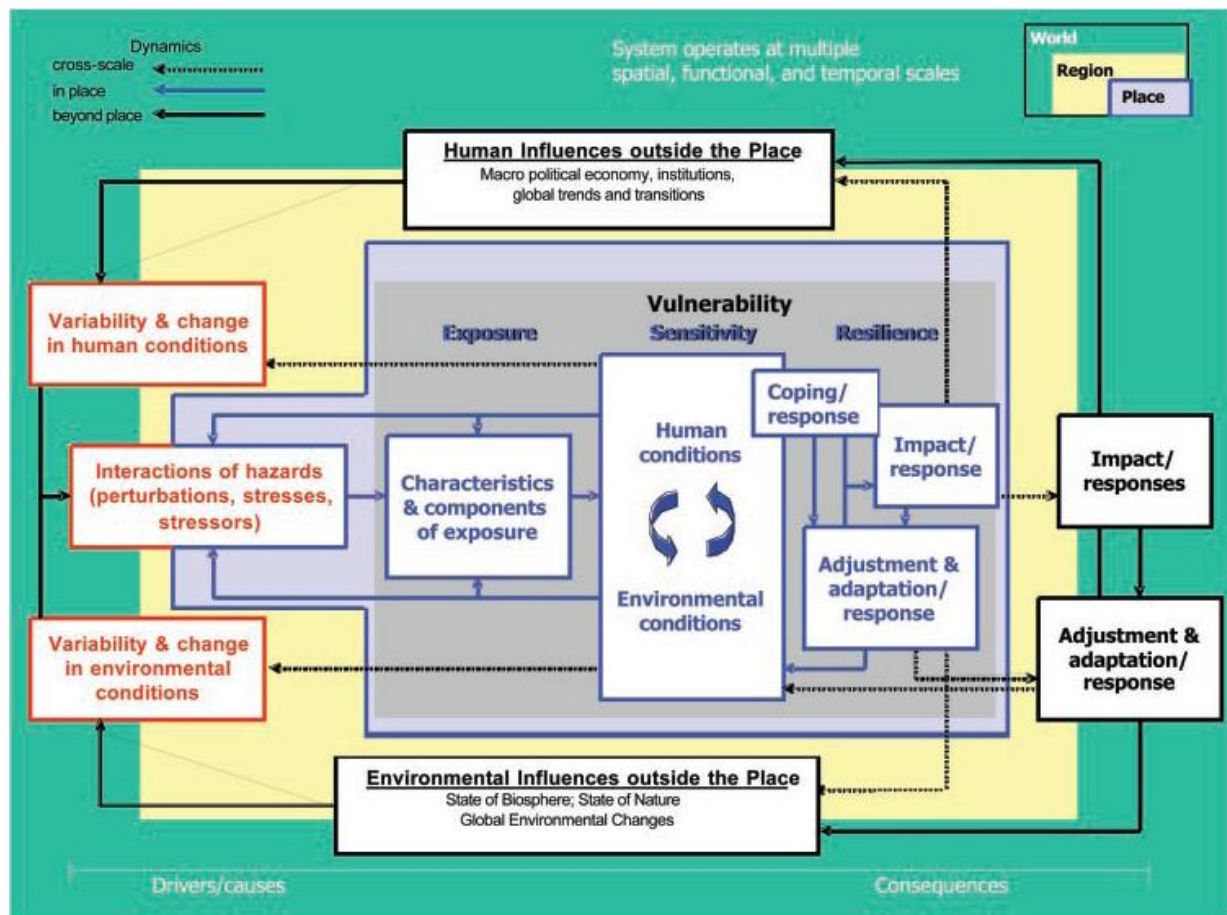 Dynamics
cross-scale
in place
beyond place
System operates at multiple
spatial, functional, and temporal scales
World
Region
Place
Human Influences outside the Place
Macro political economy, institutions,
global trends and transitions
Variability & change
in human conditions
Vulnerability
Exposure
Sensitivity
Resilience
Coping/
response
Impact/
response
Human
conditions
Interactions of hazards
(perturbations, stresses,
stressors)
Characteristics
& components
of exposure
Impact/
responses
Adjustment &
adaptation/
response
Environmental
conditions
Variability & change
in environmental
conditions
Adjustment &
adaptation/
response
Environmental Influences outside the Place
State of Biosphere; State of Nature
Global Environmental Changes
Drivers/causes
Consequences